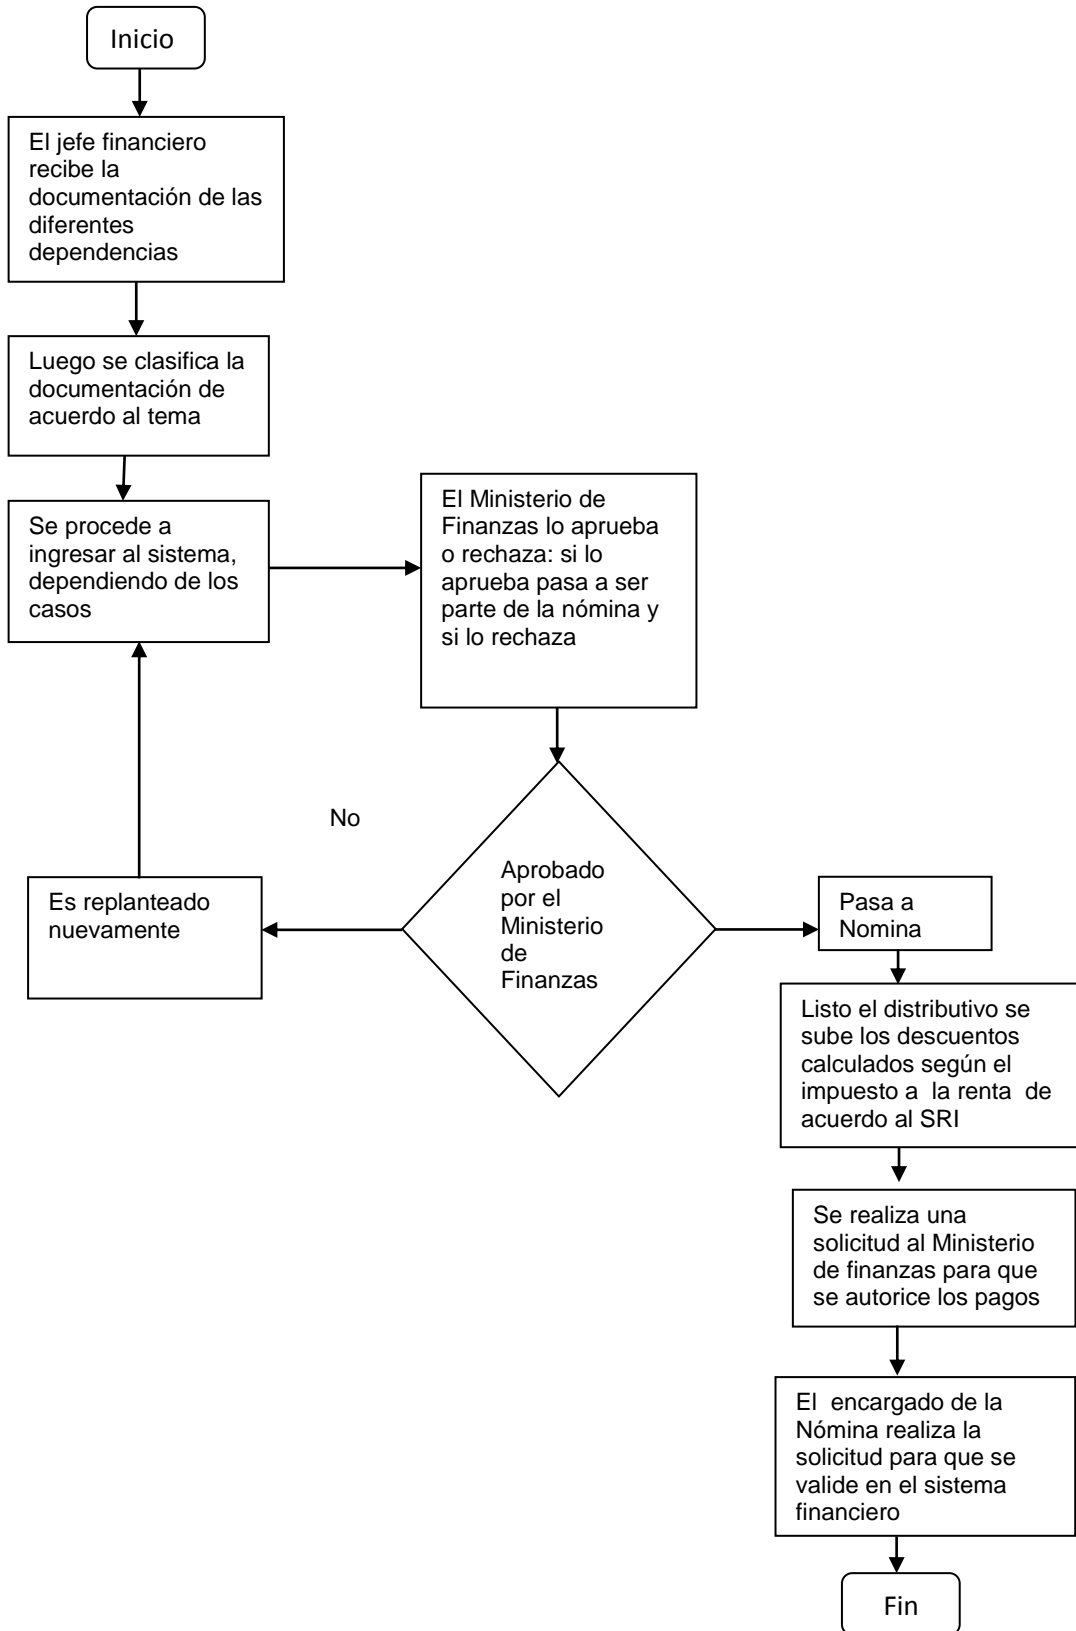 Inicio
El jefe financiero
recibe la
documentación de las
diferentes
dependencias
Luego se clasifica la
documentación de
acuerdo al tema
Se procede a
ingresar al sistema,
dependiendo de los
casos
El Ministerio de
Finanzas lo aprueba
o rechaza: si lo
aprueba pasa a ser
parte de la nómina y
si lo rechaza
No
Aprobado
por el
Ministerio
de
Finanzas
Es replanteado
nuevamente
Pasa a
Nomina
Listo el distributivo se
sube los descuentos
calculados según el
impuesto a  la renta  de
acuerdo al SRI
Se realiza una
solicitud al Ministerio
de finanzas para que
se autorice los pagos
El  encargado de la
Nómina realiza la
solicitud para que se
valide en el sistema
financiero
Fin